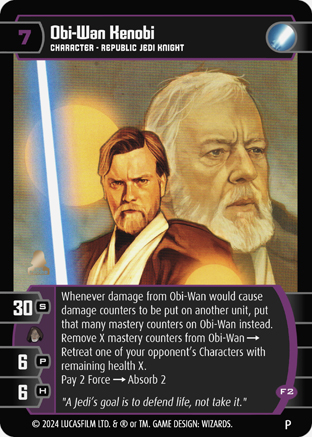 7
Obi-Wan Kenobi
CHARACTER • REPUBLIC JEDI KNIGHT
30 S
6 P
6 H
Whenever damage from Obi-Wan would cause
damage counters to be put on another unit, put
that many mastery counters on Obi-Wan instead.
Remove X mastery counters from Obi-Wan →
Retreat one of your opponent's Characters with
remaining health X.
Pay 2 Force → Absorb 2
"A Jedi's goal is to defend life, not take it."
F2
© 2024 LUCASFILM LTD. & ® or TM. GAME DESIGN: WIZARDS.
P